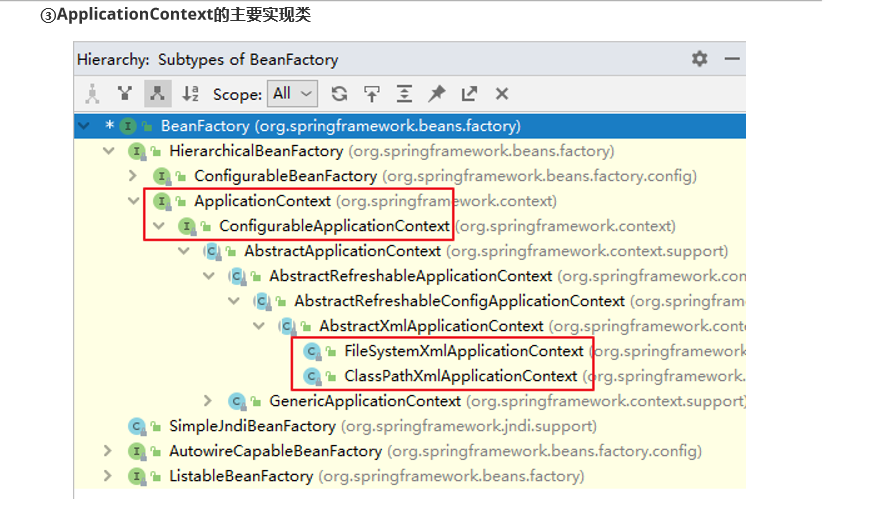 ③ApplicationContext的主要实现类
Hierarchy: Subtypes of BeanFactory
Scope: All
* BeanFactory (org.springframework.beans.factory)
HierarchicalBeanFactory (org.springframework.beans.factory)
ConfigurableBeanFactory (org.springframework.beans.factory.config)
ApplicationContext (org.springframework.context)
ConfigurableApplicationContext (org.springframework.context)
AbstractApplicationContext (org.springframework.context.support)
AbstractRefreshableApplicationContext (org.springframework.con
AbstractRefreshableConfigApplicationContext (org.springfram
AbstractXmlApplicationContext (org.springframework.conte
FileSystemXmlApplicationContext (org.springframework
ClassPathXmlApplicationContext (org.springframework.
GenericApplicationContext (org.springframework.context.support)
SimpleJndiBeanFactory (org.springframework.jndi.support)
AutowireCapableBeanFactory (org.springframework.beans.factory.config)
ListableBeanFactory (org.springframework.beans.factory)